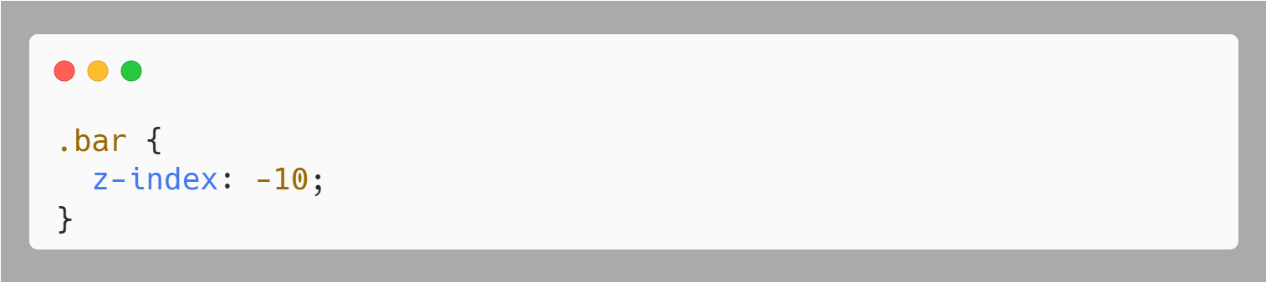 .bar {
  z-index: -10;
}